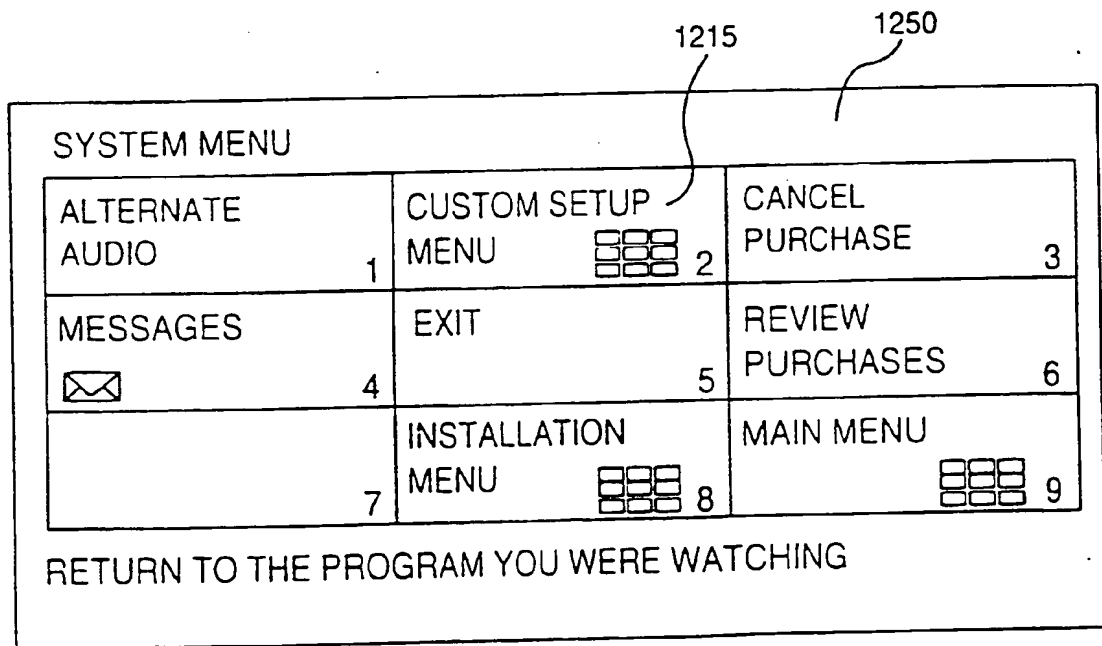 1215
1250
SYSTEM MENU
ALTERNATE
AUDIO 1
CUSTOM SETUP
MENU 2
CANCEL
PURCHASE 3
MESSAGES
4
EXIT
5
REVIEW
PURCHASES 6
7
INSTALLATION
MENU 8
MAIN MENU
9
RETURN TO THE PROGRAM YOU WERE WATCHING